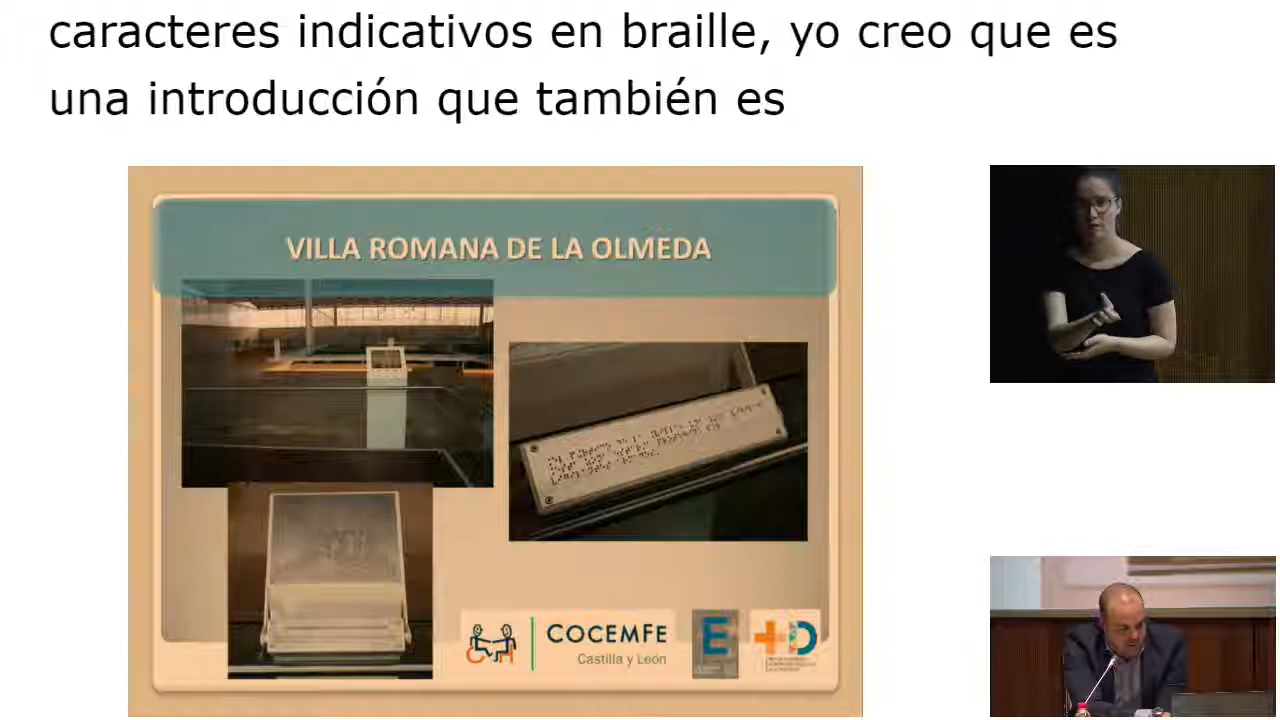 caracteres indicativos en braille, yo creo que es
una introducción que también es
VILLA ROMANA DE LA OLMEDA
COCEMFE
Castilla y León
E
+D